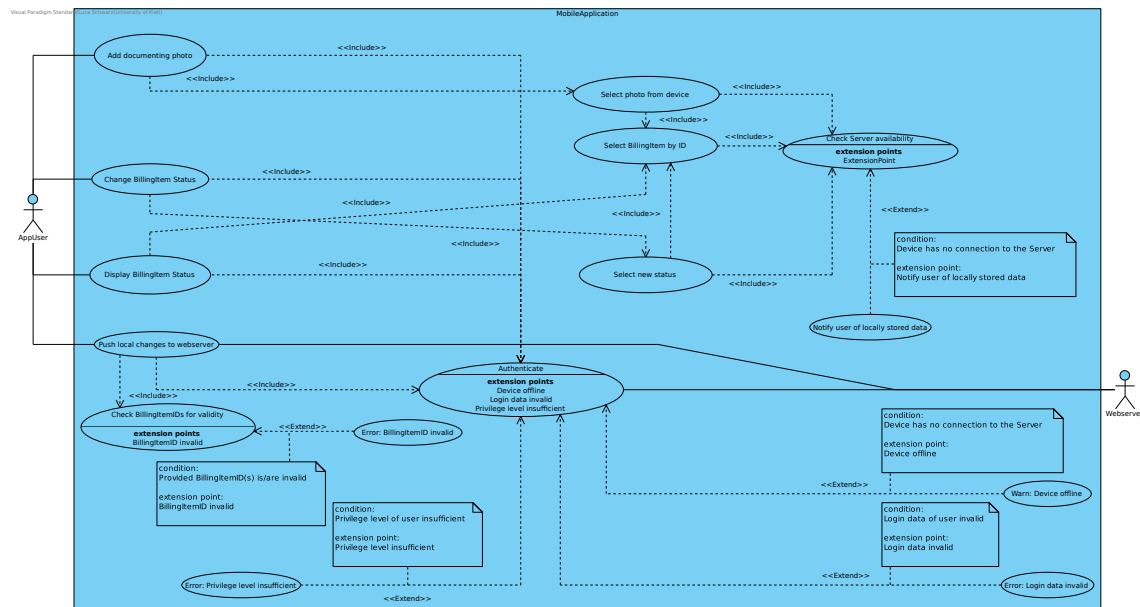 Visual Paradigm Standard
(University of Kiel)
MobileApplication
Add documenting photo
<<Include>>
<<Include>>
Select photo from device
<<Include>>
<<Include>>
Select BillingItem by ID
<<Include>>
Check Server availability
extension points
ExtensionPoint
Change BillingItem Status
<<Include>>
<<Include>>
<<Include>>
<<Extend>>
AppUser
<<Include>>
condition:
Device has no connection to the Server
extension point:
Notify user of locally stored data
Display BillingItem Status
<<Include>>
Select new status
<<Include>>
Notify user of locally stored data
Push local changes to webserver
Authenticate
extension points
Device offline
Login data invalid
Privilege level insufficient
<<Include>>
<<Include>>
Webserve
Check BillingItemIDs for validity
extension points
BillingItemID invalid
<<Extend>>
Error: BillingItemID invalid
condition:
Device has no connection to the Server
extension point:
Device offline
condition:
Provided BillingItemID(s) is/are invalid
extension point:
BillingItemID invalid
<<Extend>>
Warn: Device offline
condition:
Privilege level of user insufficient
extension point:
Privilege level insufficient
condition:
Login data of user invalid
extension point:
Login data invalid
Error: Privilege level insufficient
<<Extend>>
<<Extend>>
Error: Login data invalid